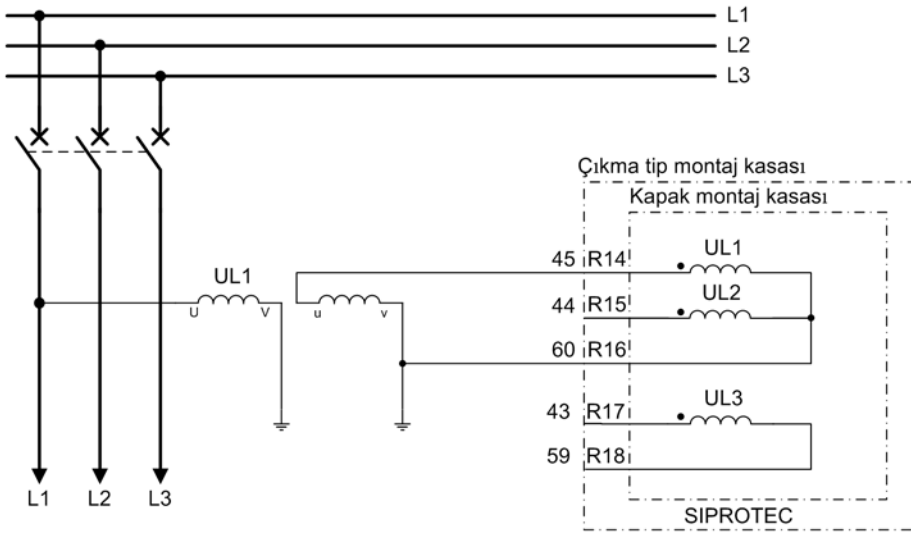 L1
L2
L3
Çıkma tip montaj kasası
Kapak montaj kasası
45 R14 UL1
UL1
U V u v
44 R15 UL2
60 R16
43 R17 UL3
59 R18
L1 L2 L3
SIPROTEC